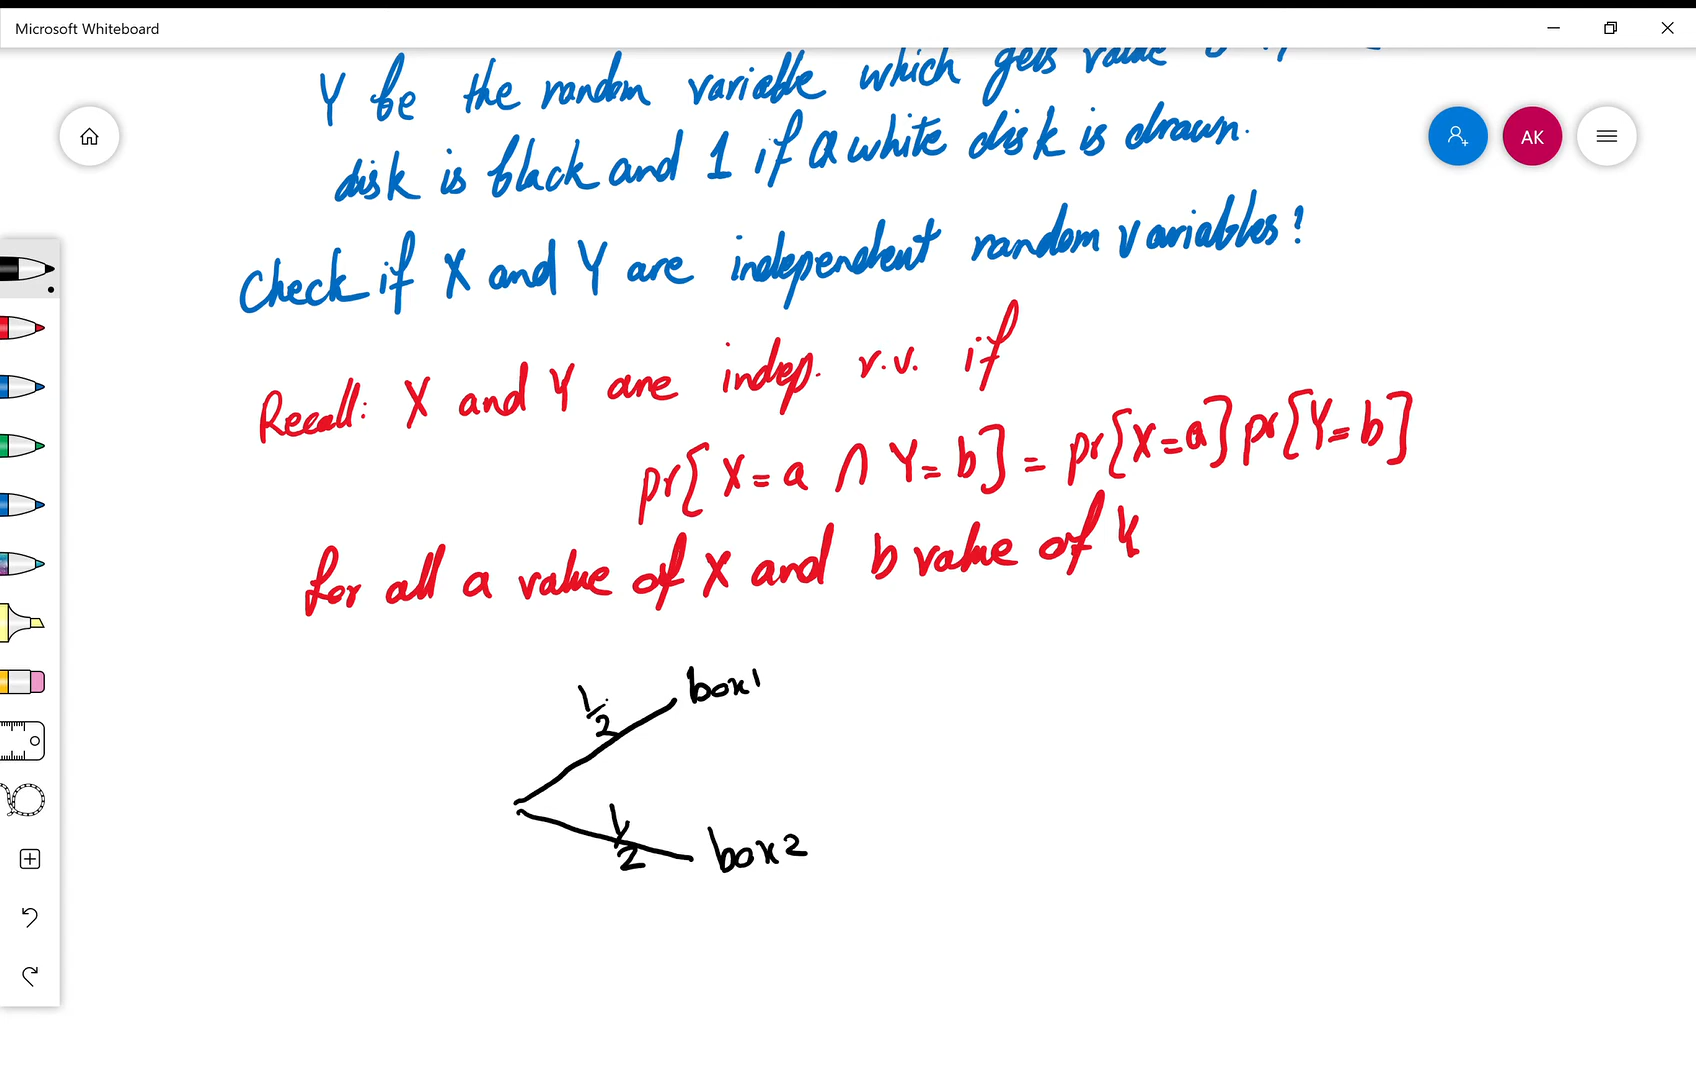 Microsoft Whiteboard
Y be the random variable which gets value
disk is black and 1 if a white disk is drawn.
AK
Check if X and Y are independent random variables?
Recall: X and Y are indep. r.v. if
pr[X=a ∩ Y=b] = pr[X=a] pr[Y=b]
for all a value of X and b value of Y
1/2 box1
1/2 box2